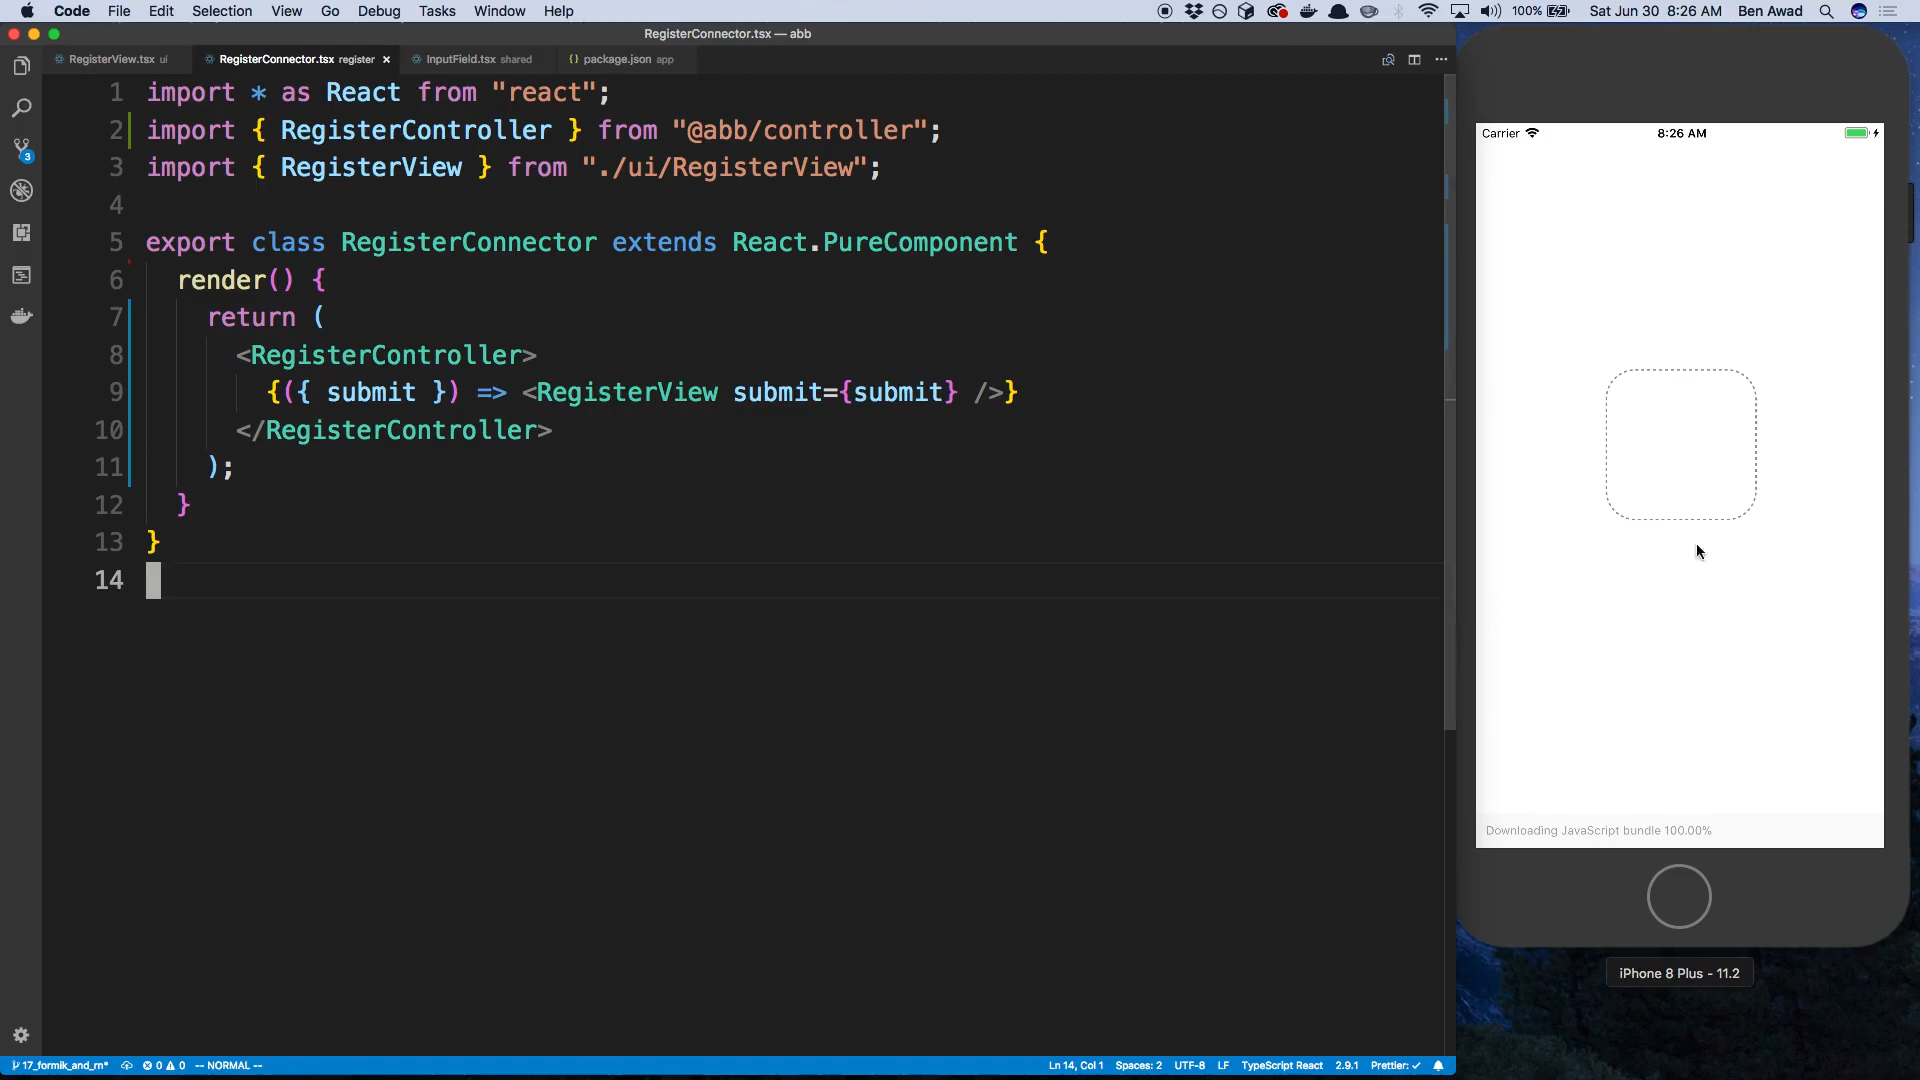 Code File Edit Selection View Go Debug Tasks Window Help 100% Sat Jun 30 8:26 AM Ben Awad
RegisterConnector.tsx — abb
RegisterView.tsx ui RegisterConnector.tsx register × InputField.tsx shared {} package.json app
1 import * as React from "react";
2 import { RegisterController } from "@abb/controller";
3 import { RegisterView } from "./ui/RegisterView";
4
5 export class RegisterConnector extends React.PureComponent {
6 render() {
7 return (
8 <RegisterController>
9 {({ submit }) => <RegisterView submit={submit} />}
10 </RegisterController>
11 );
12 }
13 }
14
3
Carrier 8:26 AM
Downloading JavaScript bundle 100.00%
iPhone 8 Plus - 11.2
17_formik_and_rn* 0 0 -- NORMAL -- Ln 14, Col 1 Spaces: 2 UTF-8 LF TypeScript React 2.9.1 Prettier: ✓